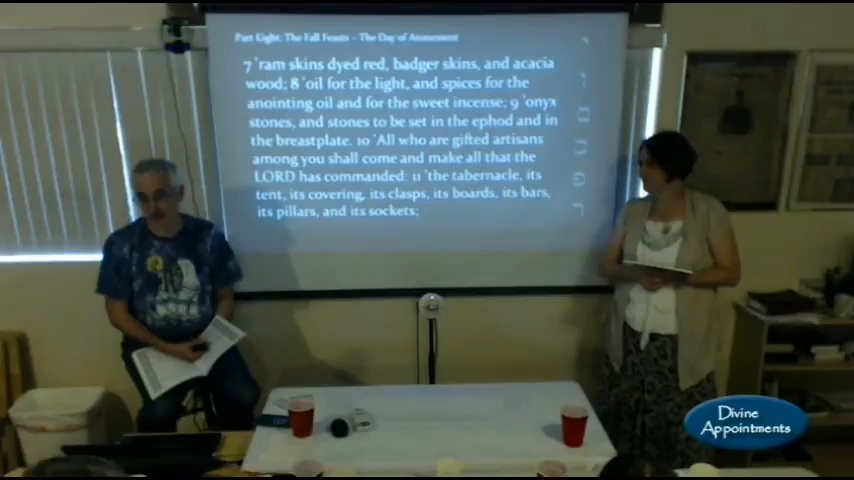 Part Eight: The Fall Feasts – The Day of Atonement
7 'ram skins dyed red, badger skins, and acacia
wood; 8 'oil for the light, and spices for the
anointing oil and for the sweet incense; 9 'onyx
stones, and stones to be set in the ephod and in
the breastplate. 10 'All who are gifted artisans
among you shall come and make all that the
LORD has commanded: 11 'the tabernacle, its
tent, its covering, its clasps, its boards, its bars,
its pillars, and its sockets;
Divine
Appointments